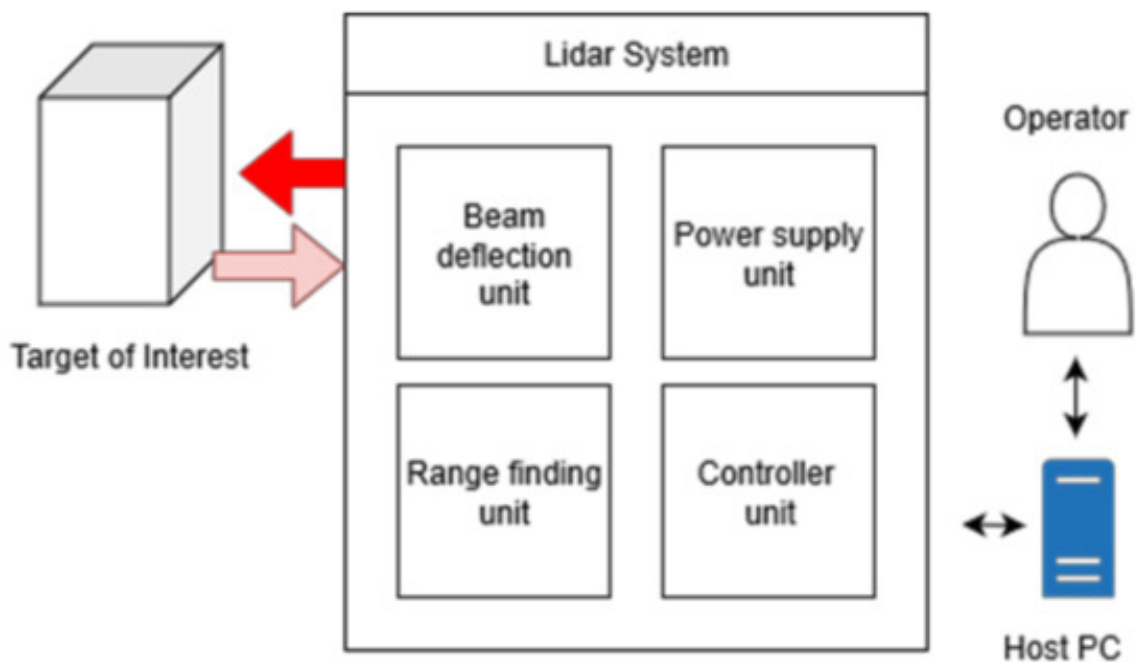 Lidar System
Operator
Beam
deflection
unit
Power supply
unit
Target of Interest
Range finding
unit
Controller
unit
Host PC